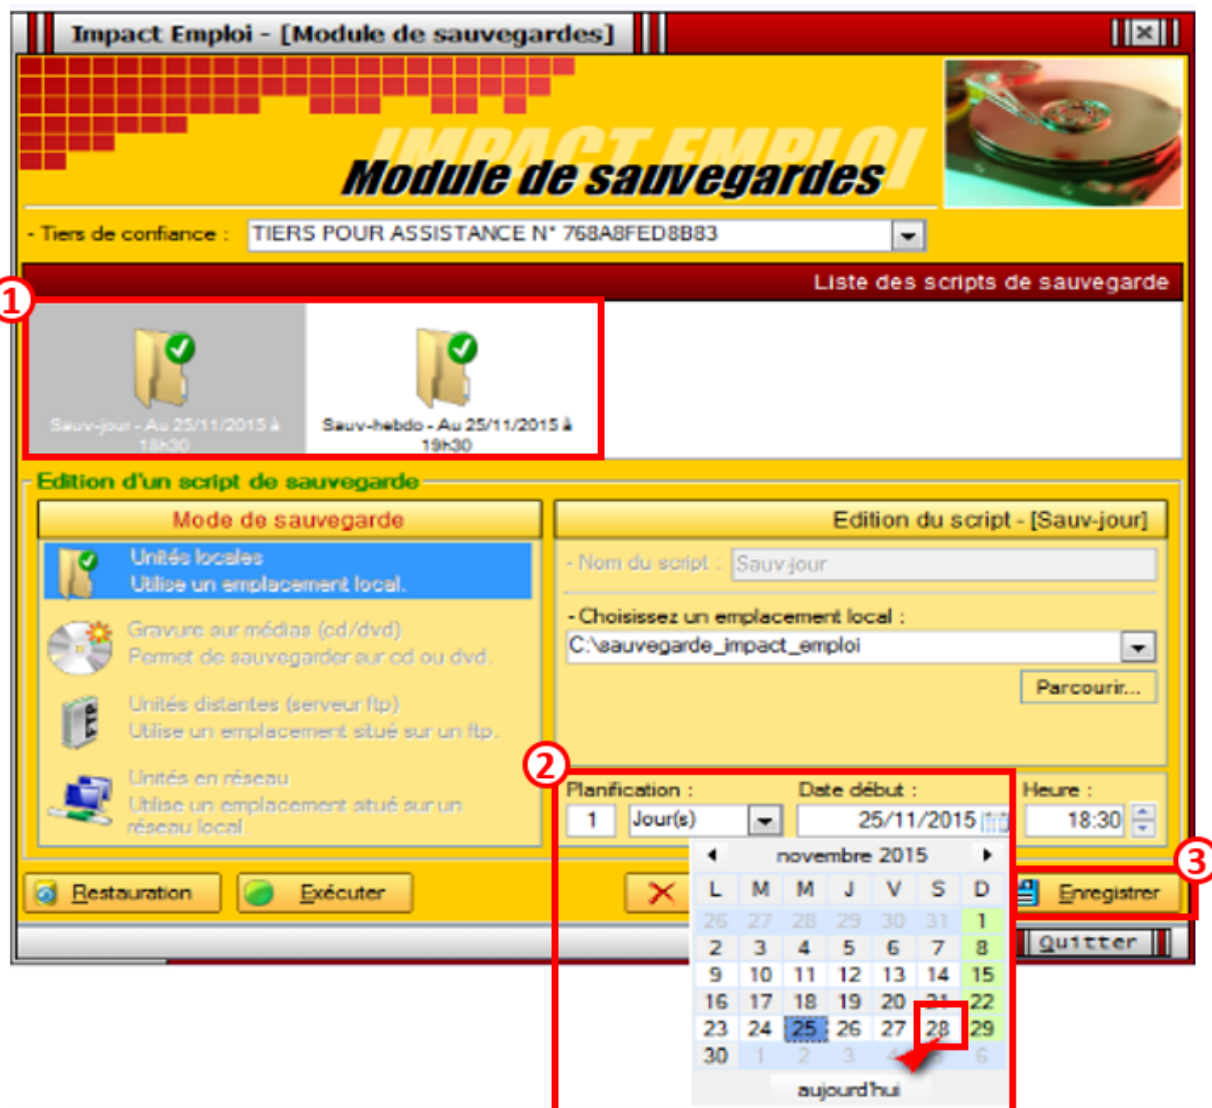 Impact Emploi - [Module de sauvegardes]
IMPACT EMPLOI
Module de sauvegardes
- Tiers de confiance : TIERS POUR ASSISTANCE N° 768A8FED8B83
Liste des scripts de sauvegarde
1
Sauv-jour - Au 25/11/2015 à
18h30
Sauv-hebdo - Au 25/11/2015 à
19h30
Edition d'un script de sauvegarde
Mode de sauvegarde
Edition du script - [Sauv-jour]
Unités locales
Utilise un emplacement local.
Gravure sur médias (cd/dvd)
Permet de sauvegarder sur cd ou dvd.
Unités distantes (serveur ftp)
Utilise un emplacement situé sur un ftp.
FTP
Unités en réseau
Utilise un emplacement situé sur un
réseau local.
- Nom du script : Sauv-jour
- Choisissez un emplacement local :
C:\sauvegarde_impact_emploi
Parcourir...
2
Planification : Date début : Heure :
1 Jour(s) 25/11/2015 18:30
novembre 2015
L M M J V S D
26 27 28 29 30 31 1
2 3 4 5 6 7 8
9 10 11 12 13 14 15
16 17 18 19 20 21 22
23 24 25 26 27 28 29
30 1 2 3 4 5 6
aujourd'hui
3
Restauration Exécuter Enregistrer
Quitter